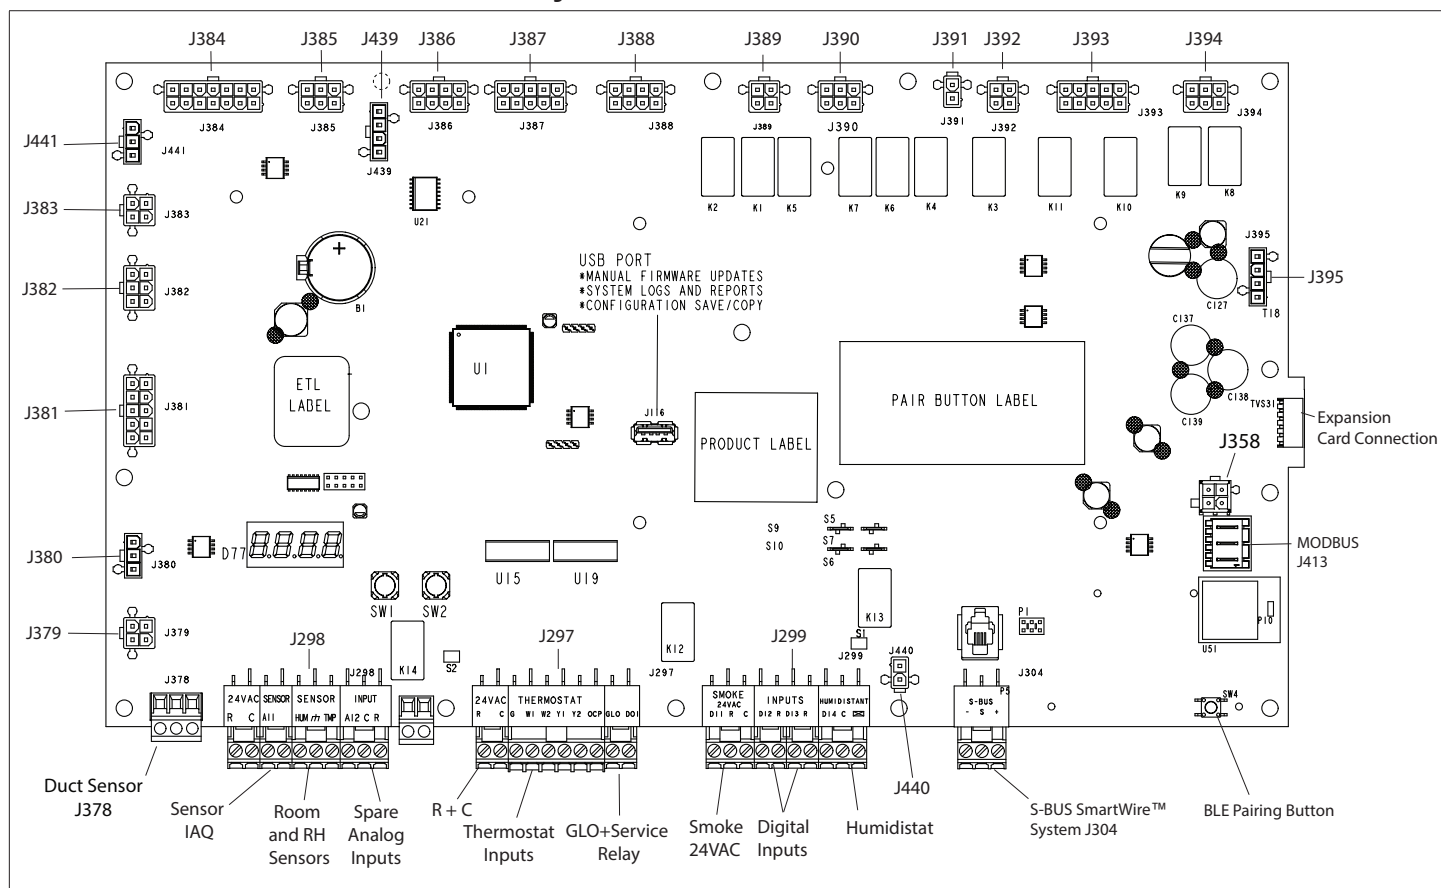 J384 J385 J439 J386 J387 J388 J389 J390 J391 J392 J393 J394
J384 J385 J439 J386 J387 J388 J389 J390 J391 J392 J393 J394
J441 J441
K2 K1 K5 K7 K6 K4 K3 K11 K10 K9 K8
J383 J383
U21
J395
J395
USB PORT
*MANUAL FIRMWARE UPDATES
*SYSTEM LOGS AND REPORTS
*CONFIGURATION SAVE/COPY
J382 J382
B1
C127
T18
C137
C138
C139
U1
ETL
LABEL
J381 J381
J116
PRODUCT LABEL
PAIR BUTTON LABEL
TVS31
Expansion
Card Connection
J358
S9
S10
S5
S7
S6
J380 J380
D77
8.8.8.8.
U15 U19
MODBUS
J413
SW1 SW2
K13
P1
P10
U51
J379 J379
J298
J298
K14
S2
J297
K12
J297
J299
S1
J299
J440
J304
P5
SW4
J378
24VAC SENSOR SENSOR INPUT
R C AI1 HUM TMP AI2 C R
24VAC THERMOSTAT
R C G W1 W2 Y1 Y2 OCP GLO DO1
SMOKE
24VAC
INPUTS HUMIDISTANT
DI1 R C DI2 R DI3 R DI4 C
S-BUS
- S +
Duct Sensor
J378
Sensor
IAQ
Room
and RH
Sensors
Spare
Analog
Inputs
R + C
Thermostat
Inputs
GLO+Service
Relay
Smoke
24VAC
Digital
Inputs
Humidistat
J440
S-BUS SmartWire™
System J304
BLE Pairing Button